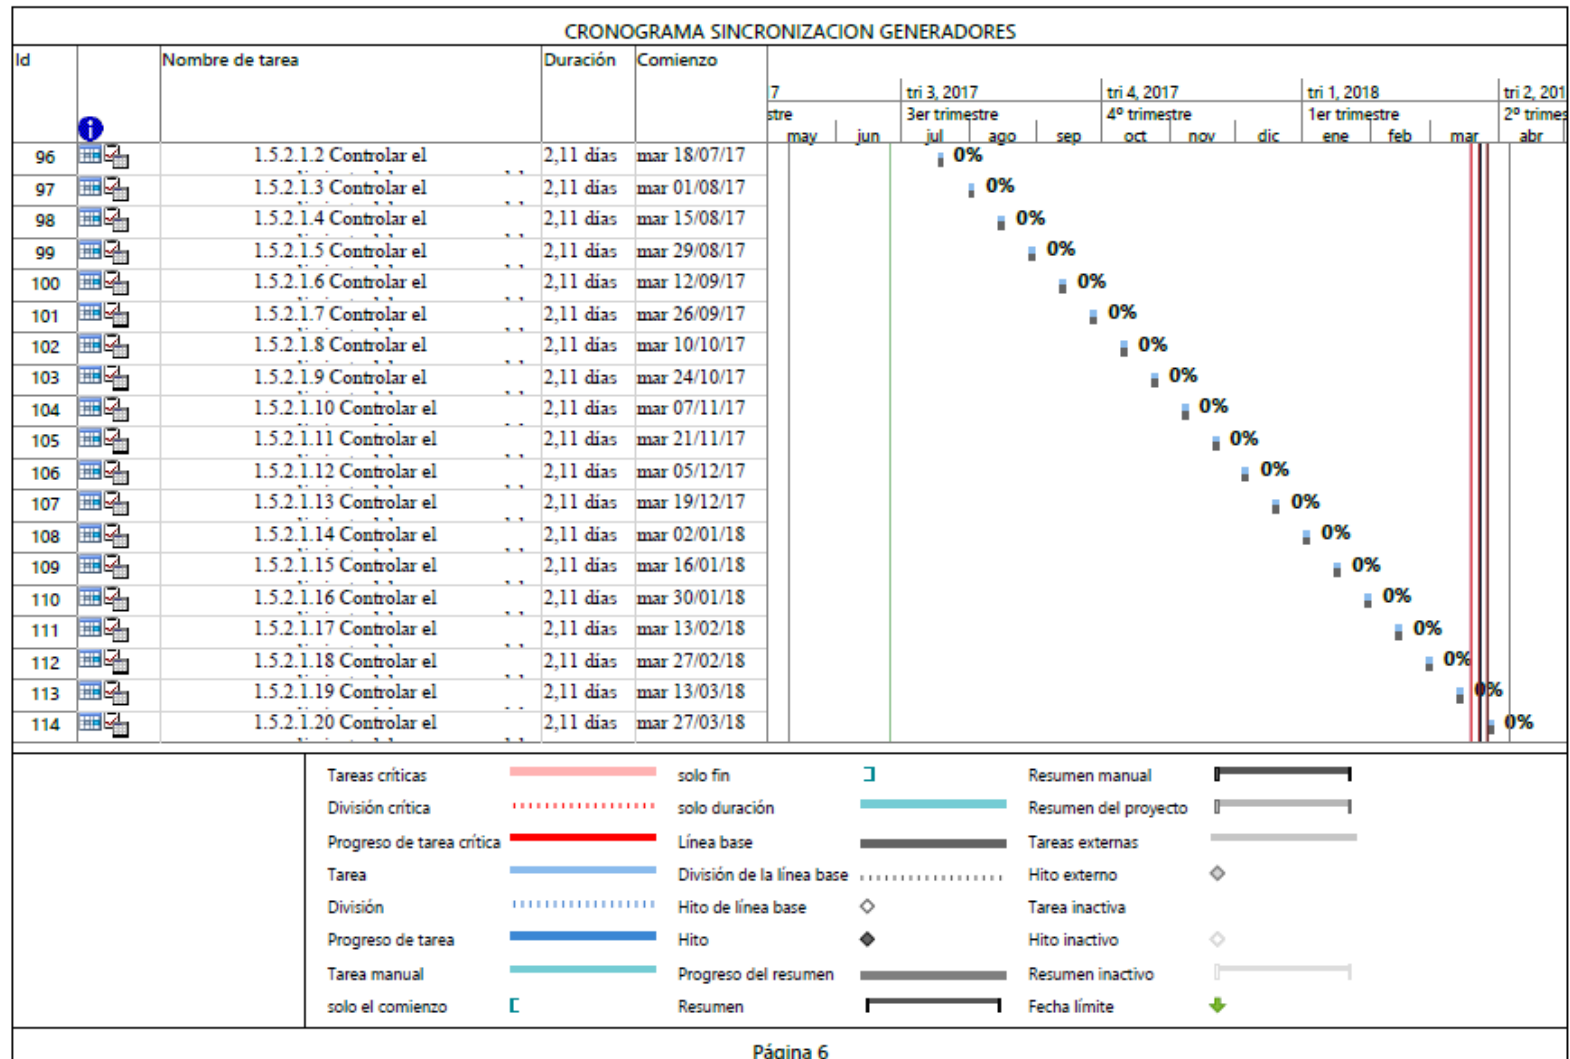 CRONOGRAMA SINCRONIZACION GENERADORES
Id Nombre de tarea Duración Comienzo
7 tri 3, 2017 tri 4, 2017 tri 1, 2018 tri 2, 201
stre 3er trimestre 4º trimestre 1er trimestre 2º trimes
may jun jul ago sep oct nov dic ene feb mar abr
96 1.5.2.1.2 Controlar el 2,11 días mar 18/07/17 0%
97 1.5.2.1.3 Controlar el 2,11 días mar 01/08/17 0%
98 1.5.2.1.4 Controlar el 2,11 días mar 15/08/17 0%
99 1.5.2.1.5 Controlar el 2,11 días mar 29/08/17 0%
100 1.5.2.1.6 Controlar el 2,11 días mar 12/09/17 0%
101 1.5.2.1.7 Controlar el 2,11 días mar 26/09/17 0%
102 1.5.2.1.8 Controlar el 2,11 días mar 10/10/17 0%
103 1.5.2.1.9 Controlar el 2,11 días mar 24/10/17 0%
104 1.5.2.1.10 Controlar el 2,11 días mar 07/11/17 0%
105 1.5.2.1.11 Controlar el 2,11 días mar 21/11/17 0%
106 1.5.2.1.12 Controlar el 2,11 días mar 05/12/17 0%
107 1.5.2.1.13 Controlar el 2,11 días mar 19/12/17 0%
108 1.5.2.1.14 Controlar el 2,11 días mar 02/01/18 0%
109 1.5.2.1.15 Controlar el 2,11 días mar 16/01/18 0%
110 1.5.2.1.16 Controlar el 2,11 días mar 30/01/18 0%
111 1.5.2.1.17 Controlar el 2,11 días mar 13/02/18 0%
112 1.5.2.1.18 Controlar el 2,11 días mar 27/02/18 0%
113 1.5.2.1.19 Controlar el 2,11 días mar 13/03/18 0%
114 1.5.2.1.20 Controlar el 2,11 días mar 27/03/18 0%
Tareas críticas solo fin Resumen manual
División crítica solo duración Resumen del proyecto
Progreso de tarea crítica Línea base Tareas externas
Tarea División de la línea base Hito externo
División Hito de línea base Tarea inactiva
Progreso de tarea Hito Hito inactivo
Tarea manual Progreso del resumen Resumen inactivo
solo el comienzo Resumen Fecha límite
Página 6